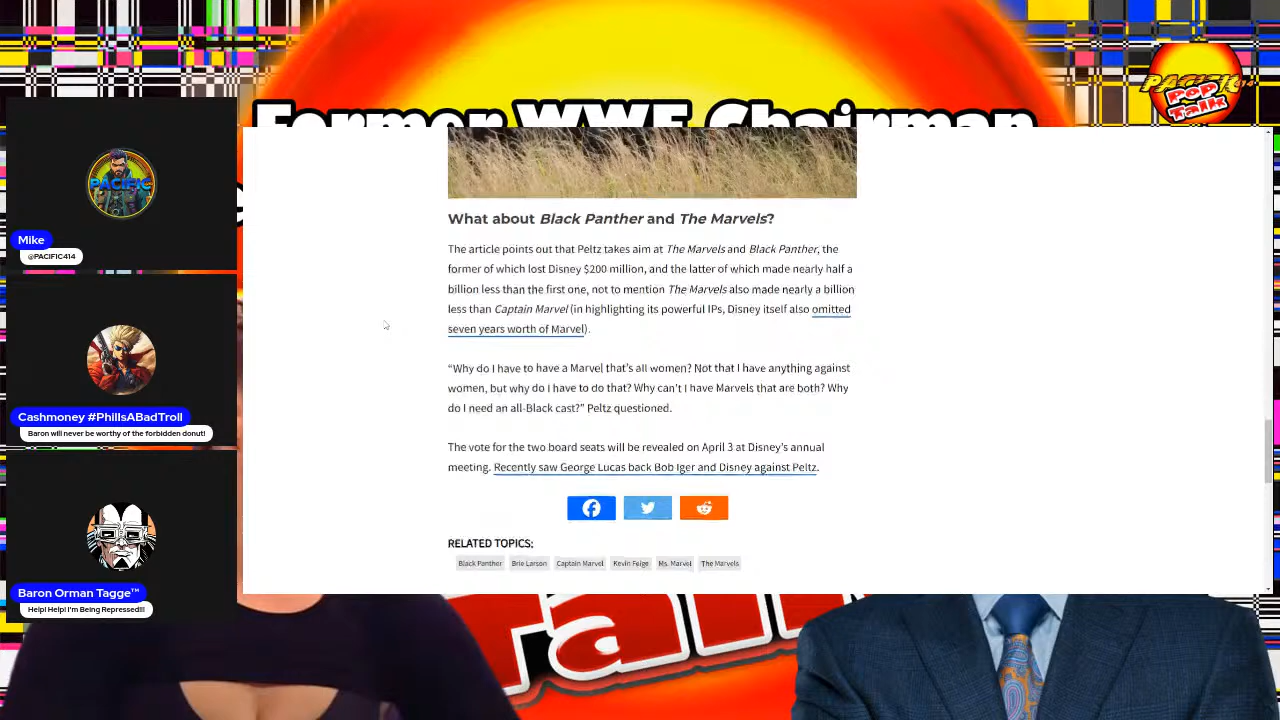 Former WWE Chairman
PACIFIC414
Pop
Talk
PACIFIC
Mike
@PACIFIC414
Cashmoney #PhilIsABadTroll
Baron will never be worthy of the forbidden donut!
Baron Orman Tagge™
Help! Help! I'm Being Repressed!!!
What about Black Panther and The Marvels?
The article points out that Peltz takes aim at The Marvels and Black Panther, the
former of which lost Disney $200 million, and the latter of which made nearly half a
billion less than the first one, not to mention The Marvels also made nearly a billion
less than Captain Marvel (in highlighting its powerful IPs, Disney itself also omitted
seven years worth of Marvel).
“Why do I have to have a Marvel that’s all women? Not that I have anything against
women, but why do I have to do that? Why can’t I have Marvels that are both? Why
do I need an all-Black cast?” Peltz questioned.
The vote for the two board seats will be revealed on April 3 at Disney’s annual
meeting. Recently saw George Lucas back Bob Iger and Disney against Peltz.
RELATED TOPICS:
Black Panther Brie Larson Captain Marvel Kevin Feige Ms. Marvel The Marvels
Talk